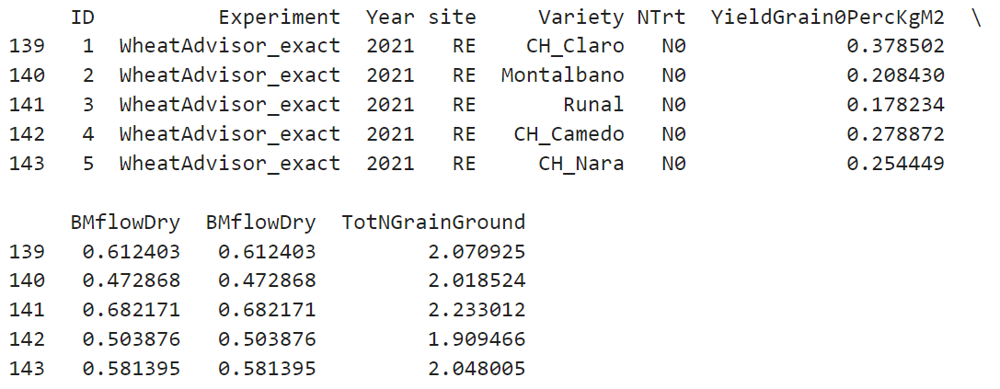 ID Experiment Year site Variety NTrt YieldGrain0PercKgM2 \
139 1 WheatAdvisor_exact 2021 RE CH_Claro N0 0.378502
140 2 WheatAdvisor_exact 2021 RE Montalbano N0 0.208430
141 3 WheatAdvisor_exact 2021 RE Runal N0 0.178234
142 4 WheatAdvisor_exact 2021 RE CH_Camedo N0 0.278872
143 5 WheatAdvisor_exact 2021 RE CH_Nara N0 0.254449
BMflowDry BMflowDry TotNGrainGround
139 0.612403 0.612403 2.070925
140 0.472868 0.472868 2.018524
141 0.682171 0.682171 2.233012
142 0.503876 0.503876 1.909466
143 0.581395 0.581395 2.048005